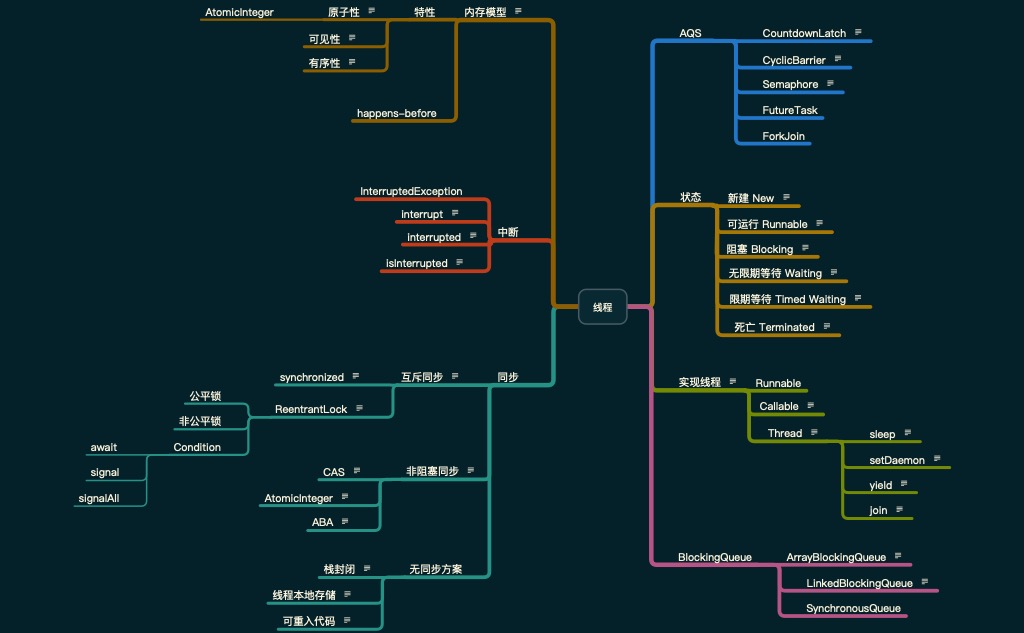 线程
内存模型
特性
原子性
AtomicInteger
可见性
有序性
happens-before
中断
InterruptedException
interrupt
interrupted
isInterrupted
同步
互斥同步
synchronized
ReentrantLock
公平锁
非公平锁
Condition
await
signal
signalAll
非阻塞同步
CAS
AtomicInteger
ABA
无同步方案
栈封闭
线程本地存储
可重入代码
AQS
CountdownLatch
CyclicBarrier
Semaphore
FutureTask
ForkJoin
状态
新建 New
可运行 Runnable
阻塞 Blocking
无限期等待 Waiting
限期等待 Timed Waiting
死亡 Terminated
实现线程
Runnable
Callable
Thread
sleep
setDaemon
yield
join
BlockingQueue
ArrayBlockingQueue
LinkedBlockingQueue
SynchronousQueue